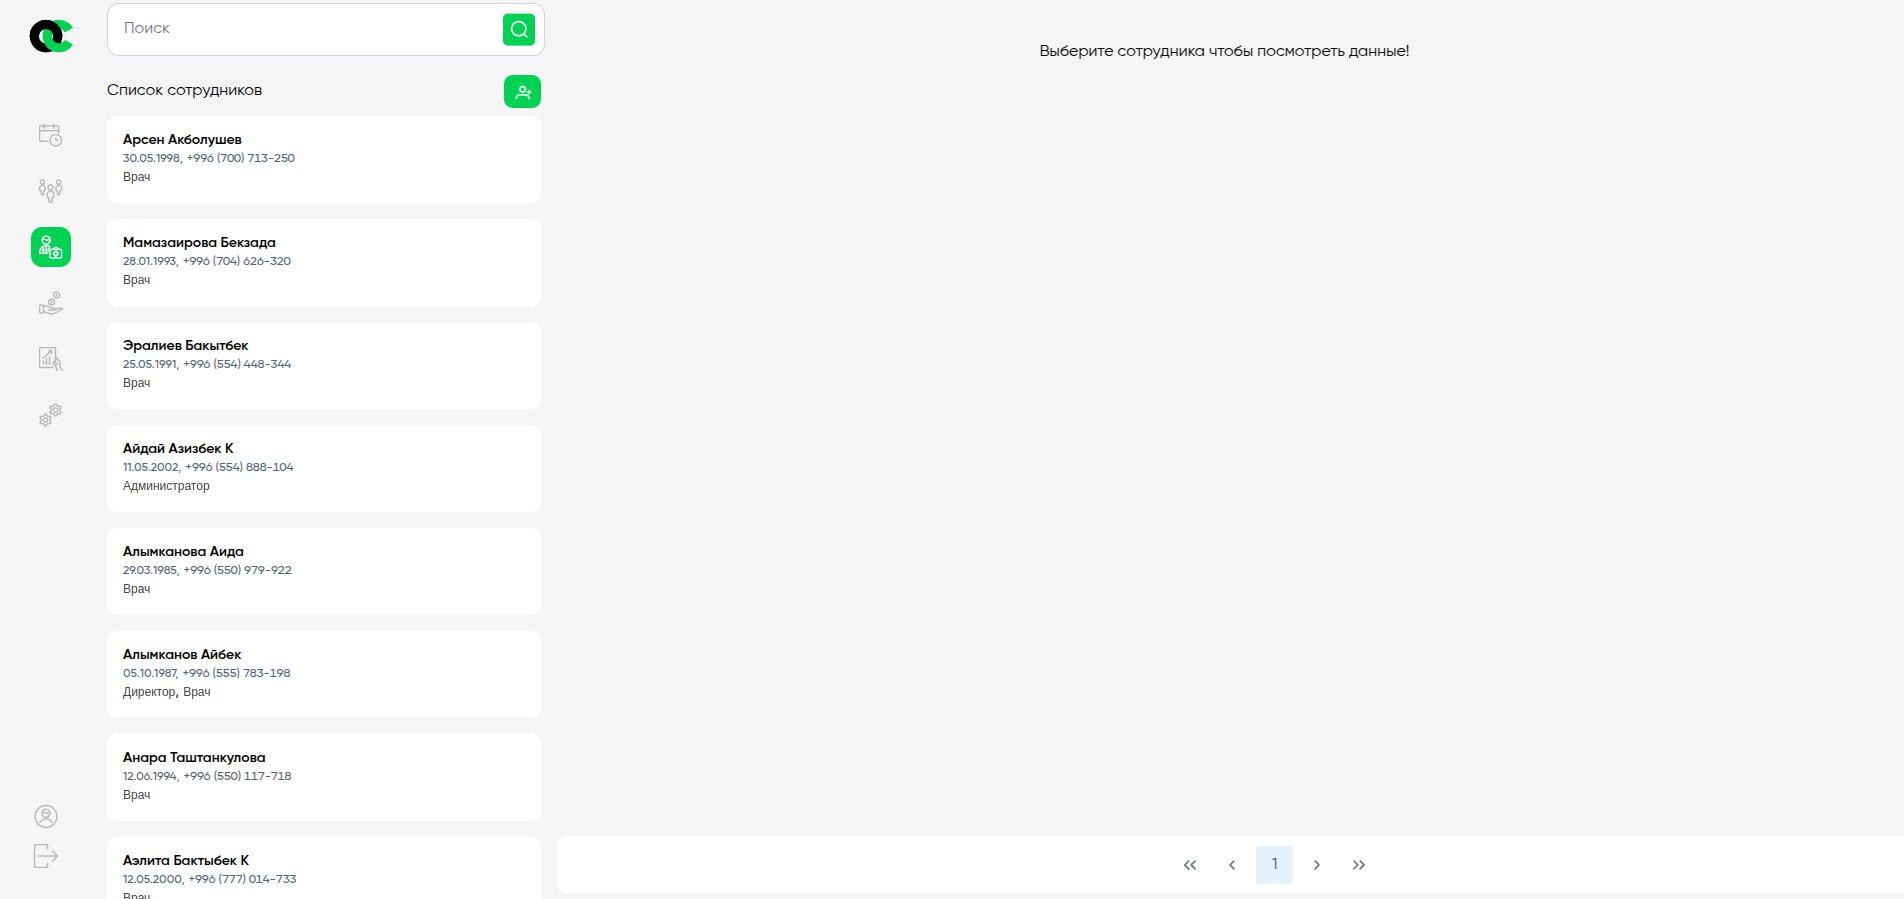 Поиск
Выберите сотрудника чтобы посмотреть данные!
Список сотрудников
Арсен Акболушев
30.05.1998, +996 (700) 713-250
Врач
Мамазаирова Бекзада
28.01.1993, +996 (704) 626-320
Врач
Эралиев Бакытбек
25.05.1991, +996 (554) 448-344
Врач
Айдай Азизбек К
11.05.2002, +996 (554) 888-104
Администратор
Алымканова Аида
29.03.1985, +996 (550) 979-922
Врач
Алымканов Айбек
05.10.1987, +996 (555) 783-198
Директор, Врач
Анара Таштанкулова
12.06.1994, +996 (550) 117-718
Врач
Аэлита Бактыбек К
12.05.2000, +996 (777) 014-733
Врач
1